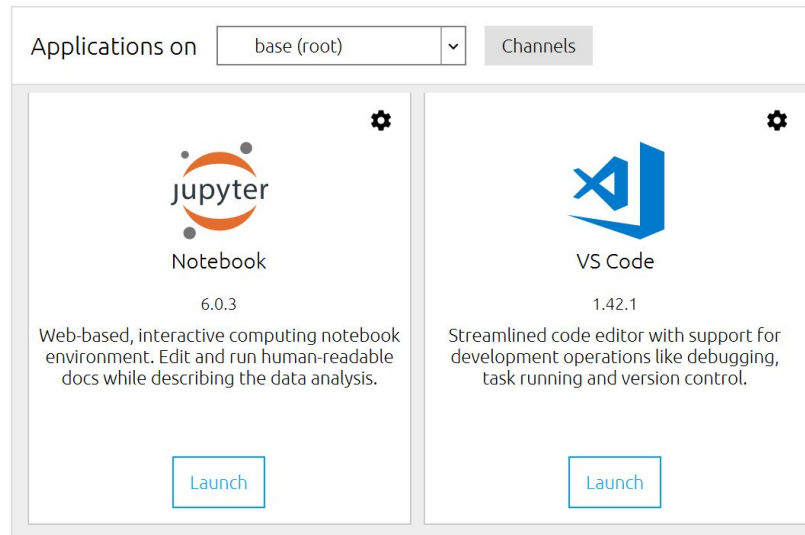 Applications on
base (root)
Channels
jupyter
Notebook
6.0.3
Web-based, interactive computing notebook
environment. Edit and run human-readable
docs while describing the data analysis.
Launch
VS Code
1.42.1
Streamlined code editor with support for
development operations like debugging,
task running and version control.
Launch